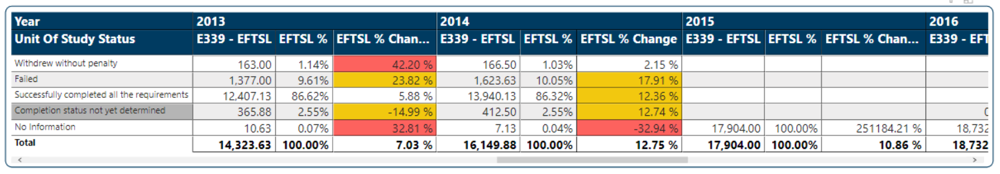 Year 2013 2014 2015 2016
Unit Of Study Status E339 - EFTSL EFTSL % EFTSL % Chan... E339 - EFTSL EFTSL % EFTSL % Change E339 - EFTSL EFTSL % EFTSL % Chan... E339 - EFT
Withdrew without penalty 163.00 1.14% 42.20 % 166.50 1.03% 2.15 %
Failed 1,377.00 9.61% 23.82 % 1,623.63 10.05% 17.91 %
Successfully completed all the requirements 12,407.13 86.62% 5.88 % 13,940.13 86.32% 12.36 %
Completion status not yet determined 365.88 2.55% -14.99 % 412.50 2.55% 12.74 %
No Information 10.63 0.07% 32.81 % 7.13 0.04% -32.94 % 17,904.00 100.00% 251184.21 % 18,732
Total 14,323.63 100.00% 7.03 % 16,149.88 100.00% 12.75 % 17,904.00 100.00% 10.86 % 18,732